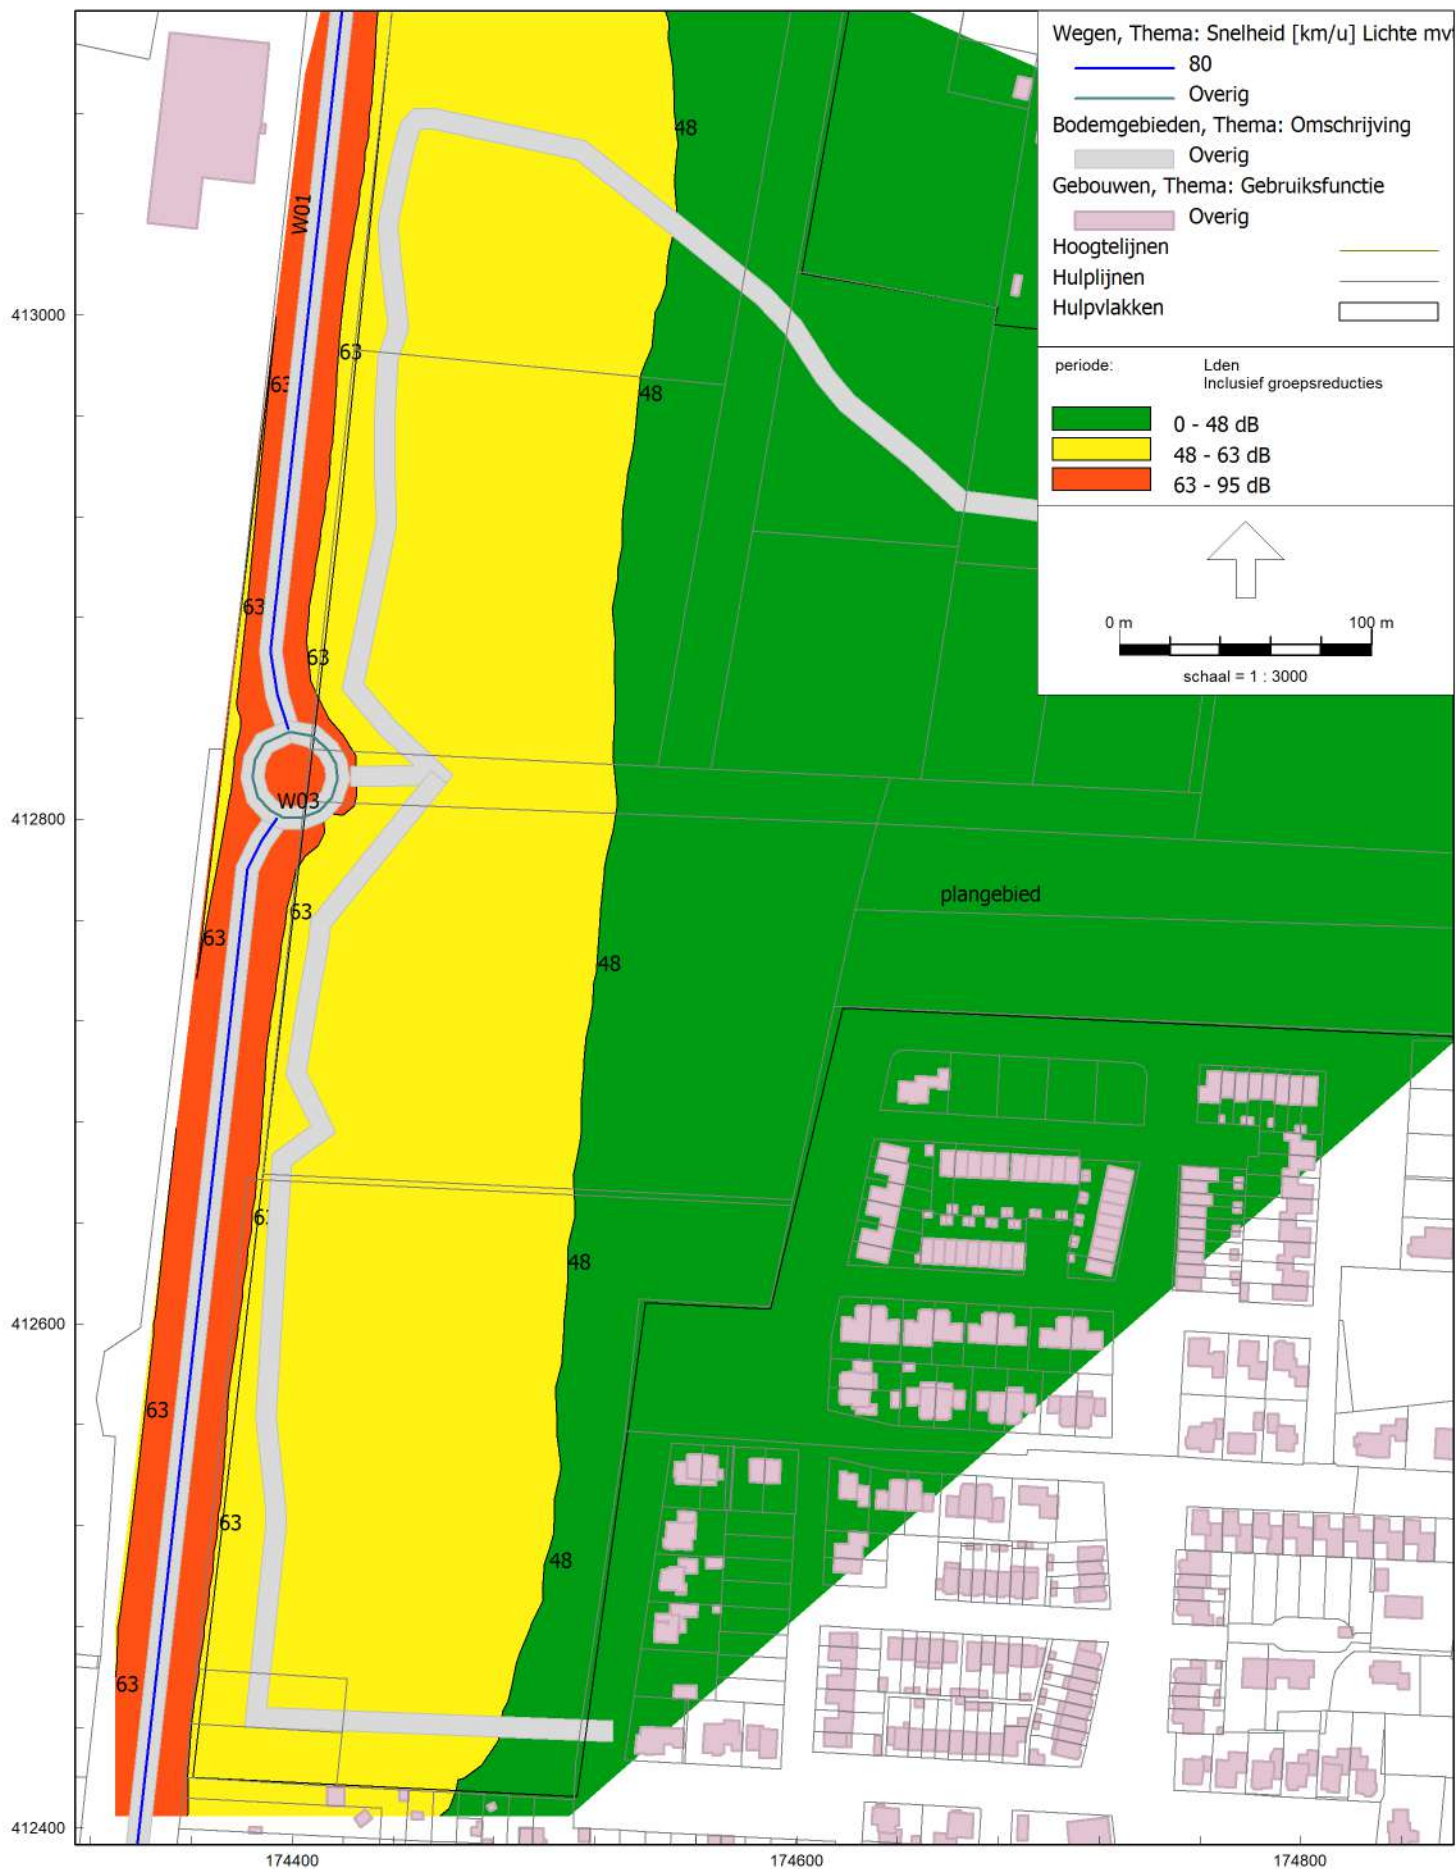 Wegen, Thema: Snelheid [km/u] Lichte mv
80
Overig
Bodemgebieden, Thema: Omschrijving
Overig
Gebouwen, Thema: Gebruiksfunctie
Overig
Hoogtelijnen
Hulplijnen
Hulpvlakken
periode:
Lden
Inclusief groepsreducties
0 - 48 dB
48 - 63 dB
63 - 95 dB
0 m
100 m
schaal = 1 : 3000
48
W01
413000
63
63
48
63
63
W03
412800
plangebied
63
63
48
63
48
412600
63
63
48
63
412400
174400
174600
174800